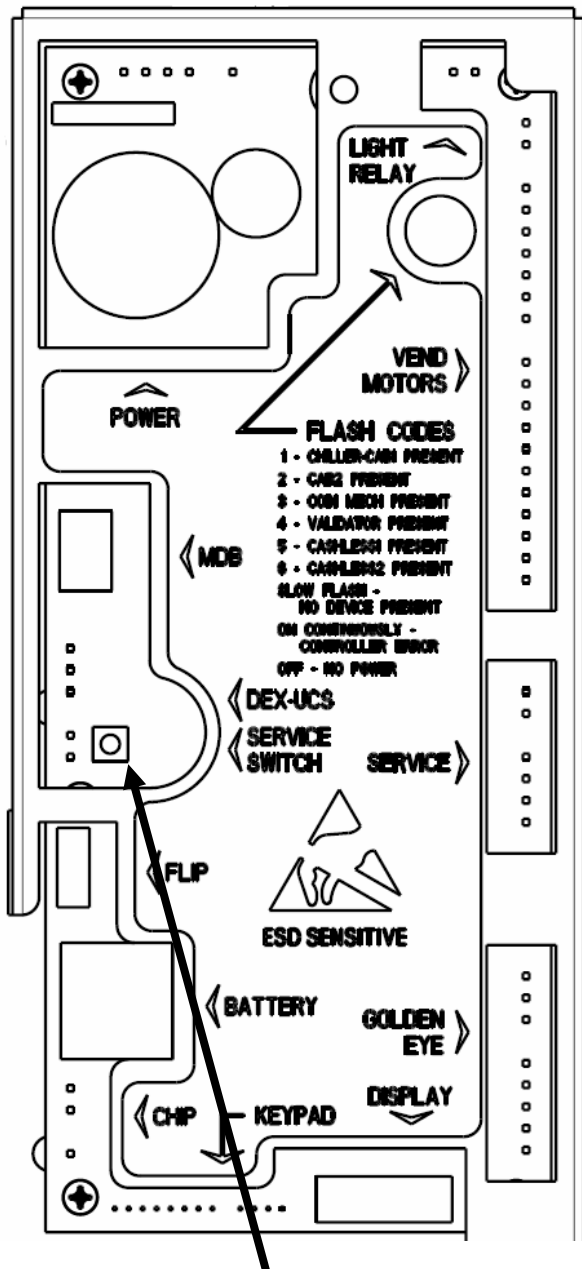 LIGHT
RELAY
VEND
MOTORS
POWER
FLASH CODES
1 - CHILLER-CAB1 PRESENT
2 - CAB2 PRESENT
3 - COIN MECH PRESENT
4 - VALIDATOR PRESENT
5 - CASHLESS1 PRESENT
6 - CASHLESS2 PRESENT
SLOW FLASH -
NO DEVICE PRESENT
ON CONTINUOUSLY -
CONTROLLER ERROR
OFF - NO POWER
MDB
DEX-UCS
SERVICE
SWITCH
SERVICE
FLIP
ESD SENSITIVE
BATTERY
GOLDEN
EYE
CHIP
KEYPAD
DISPLAY